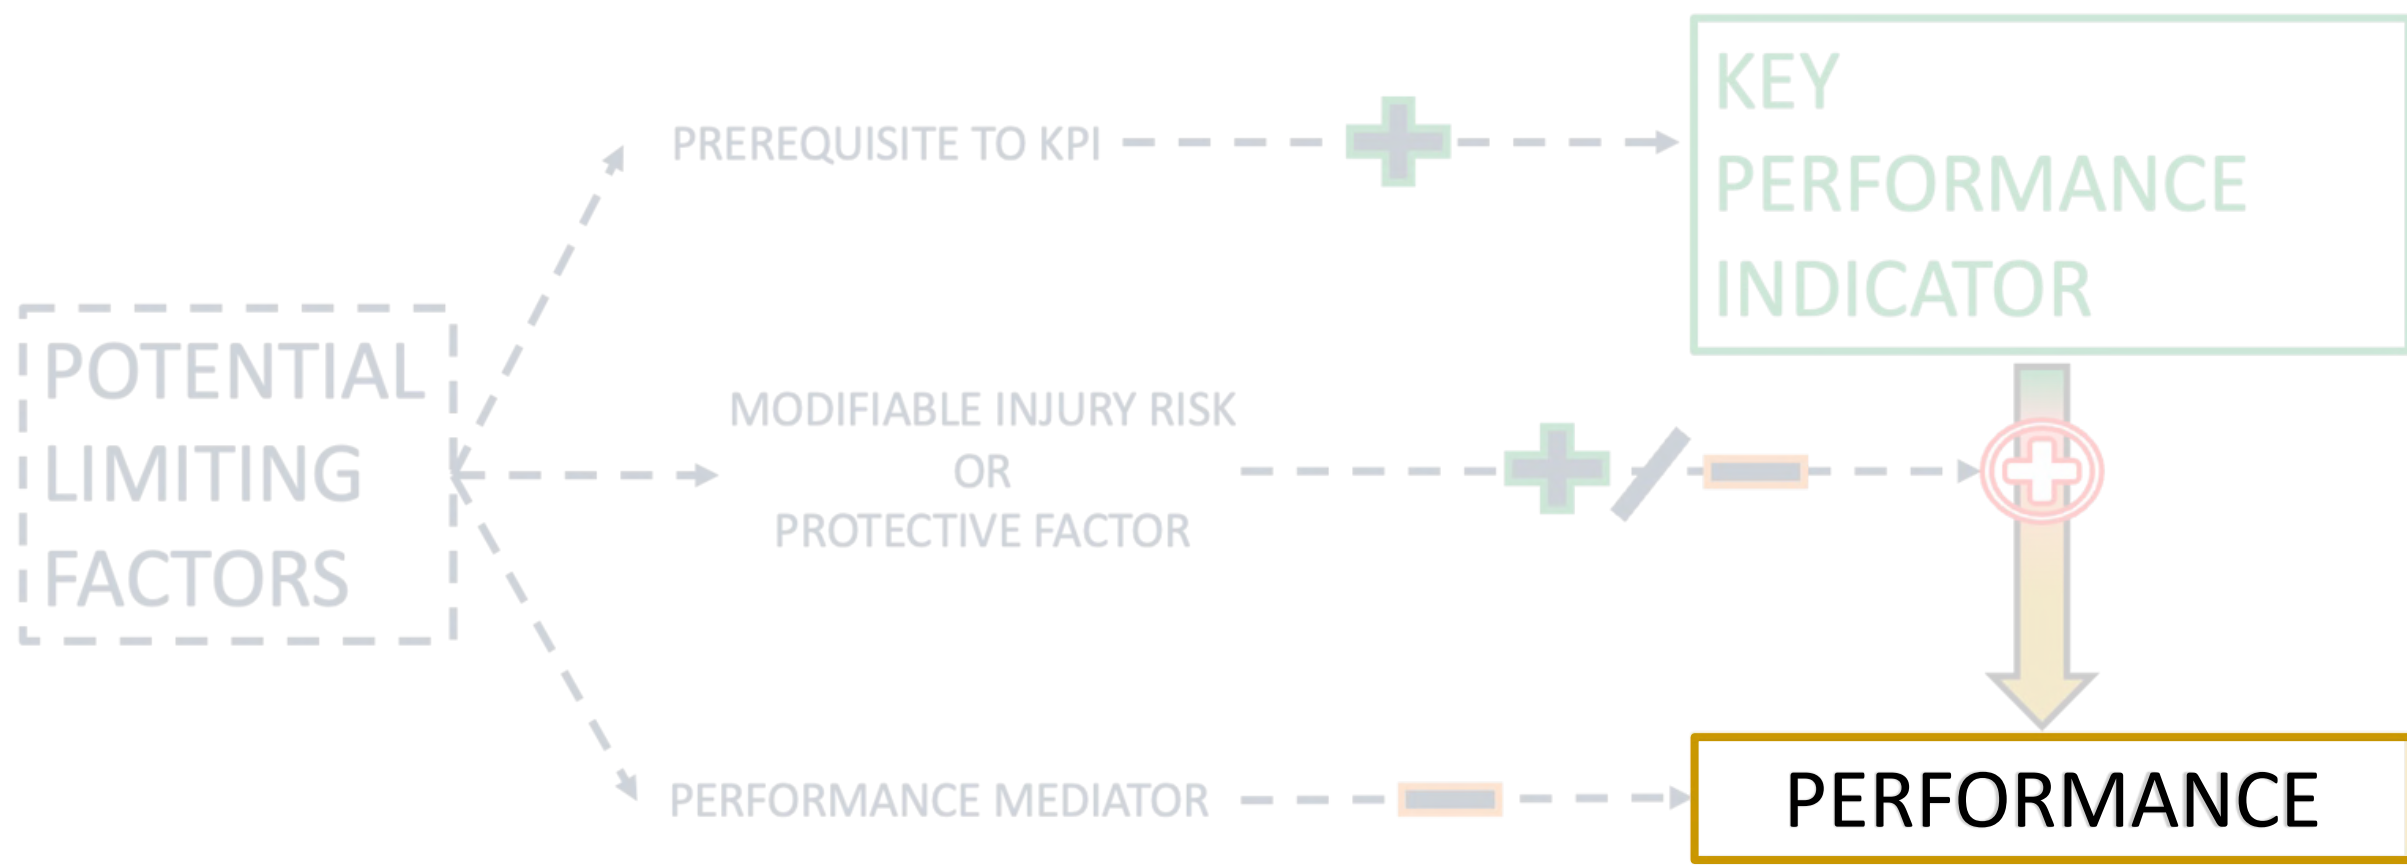 KEY
PERFORMANCE
INDICATOR
PREREQUISITE TO KPI
POTENTIAL
LIMITING
FACTORS
MODIFIABLE INJURY RISK
OR
PROTECTIVE FACTOR
PERFORMANCE MEDIATOR
PERFORMANCE